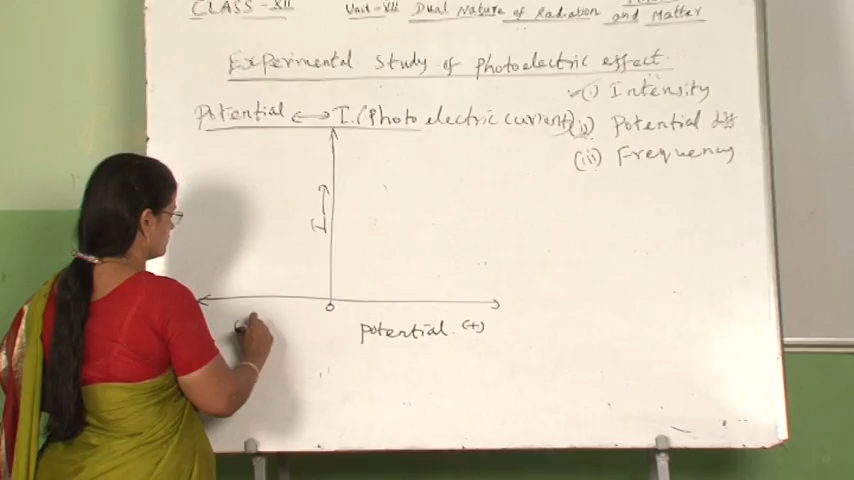 CLASS-XII Unit-VII Dual Nature of Radiation and Matter
Experimental Study of Photoelectric effect.
(i) Intensity
Potential ⟷ I. (Photo electric current) (ii) Potential diff
(iii) Frequency
I →
O
Potential. (+)